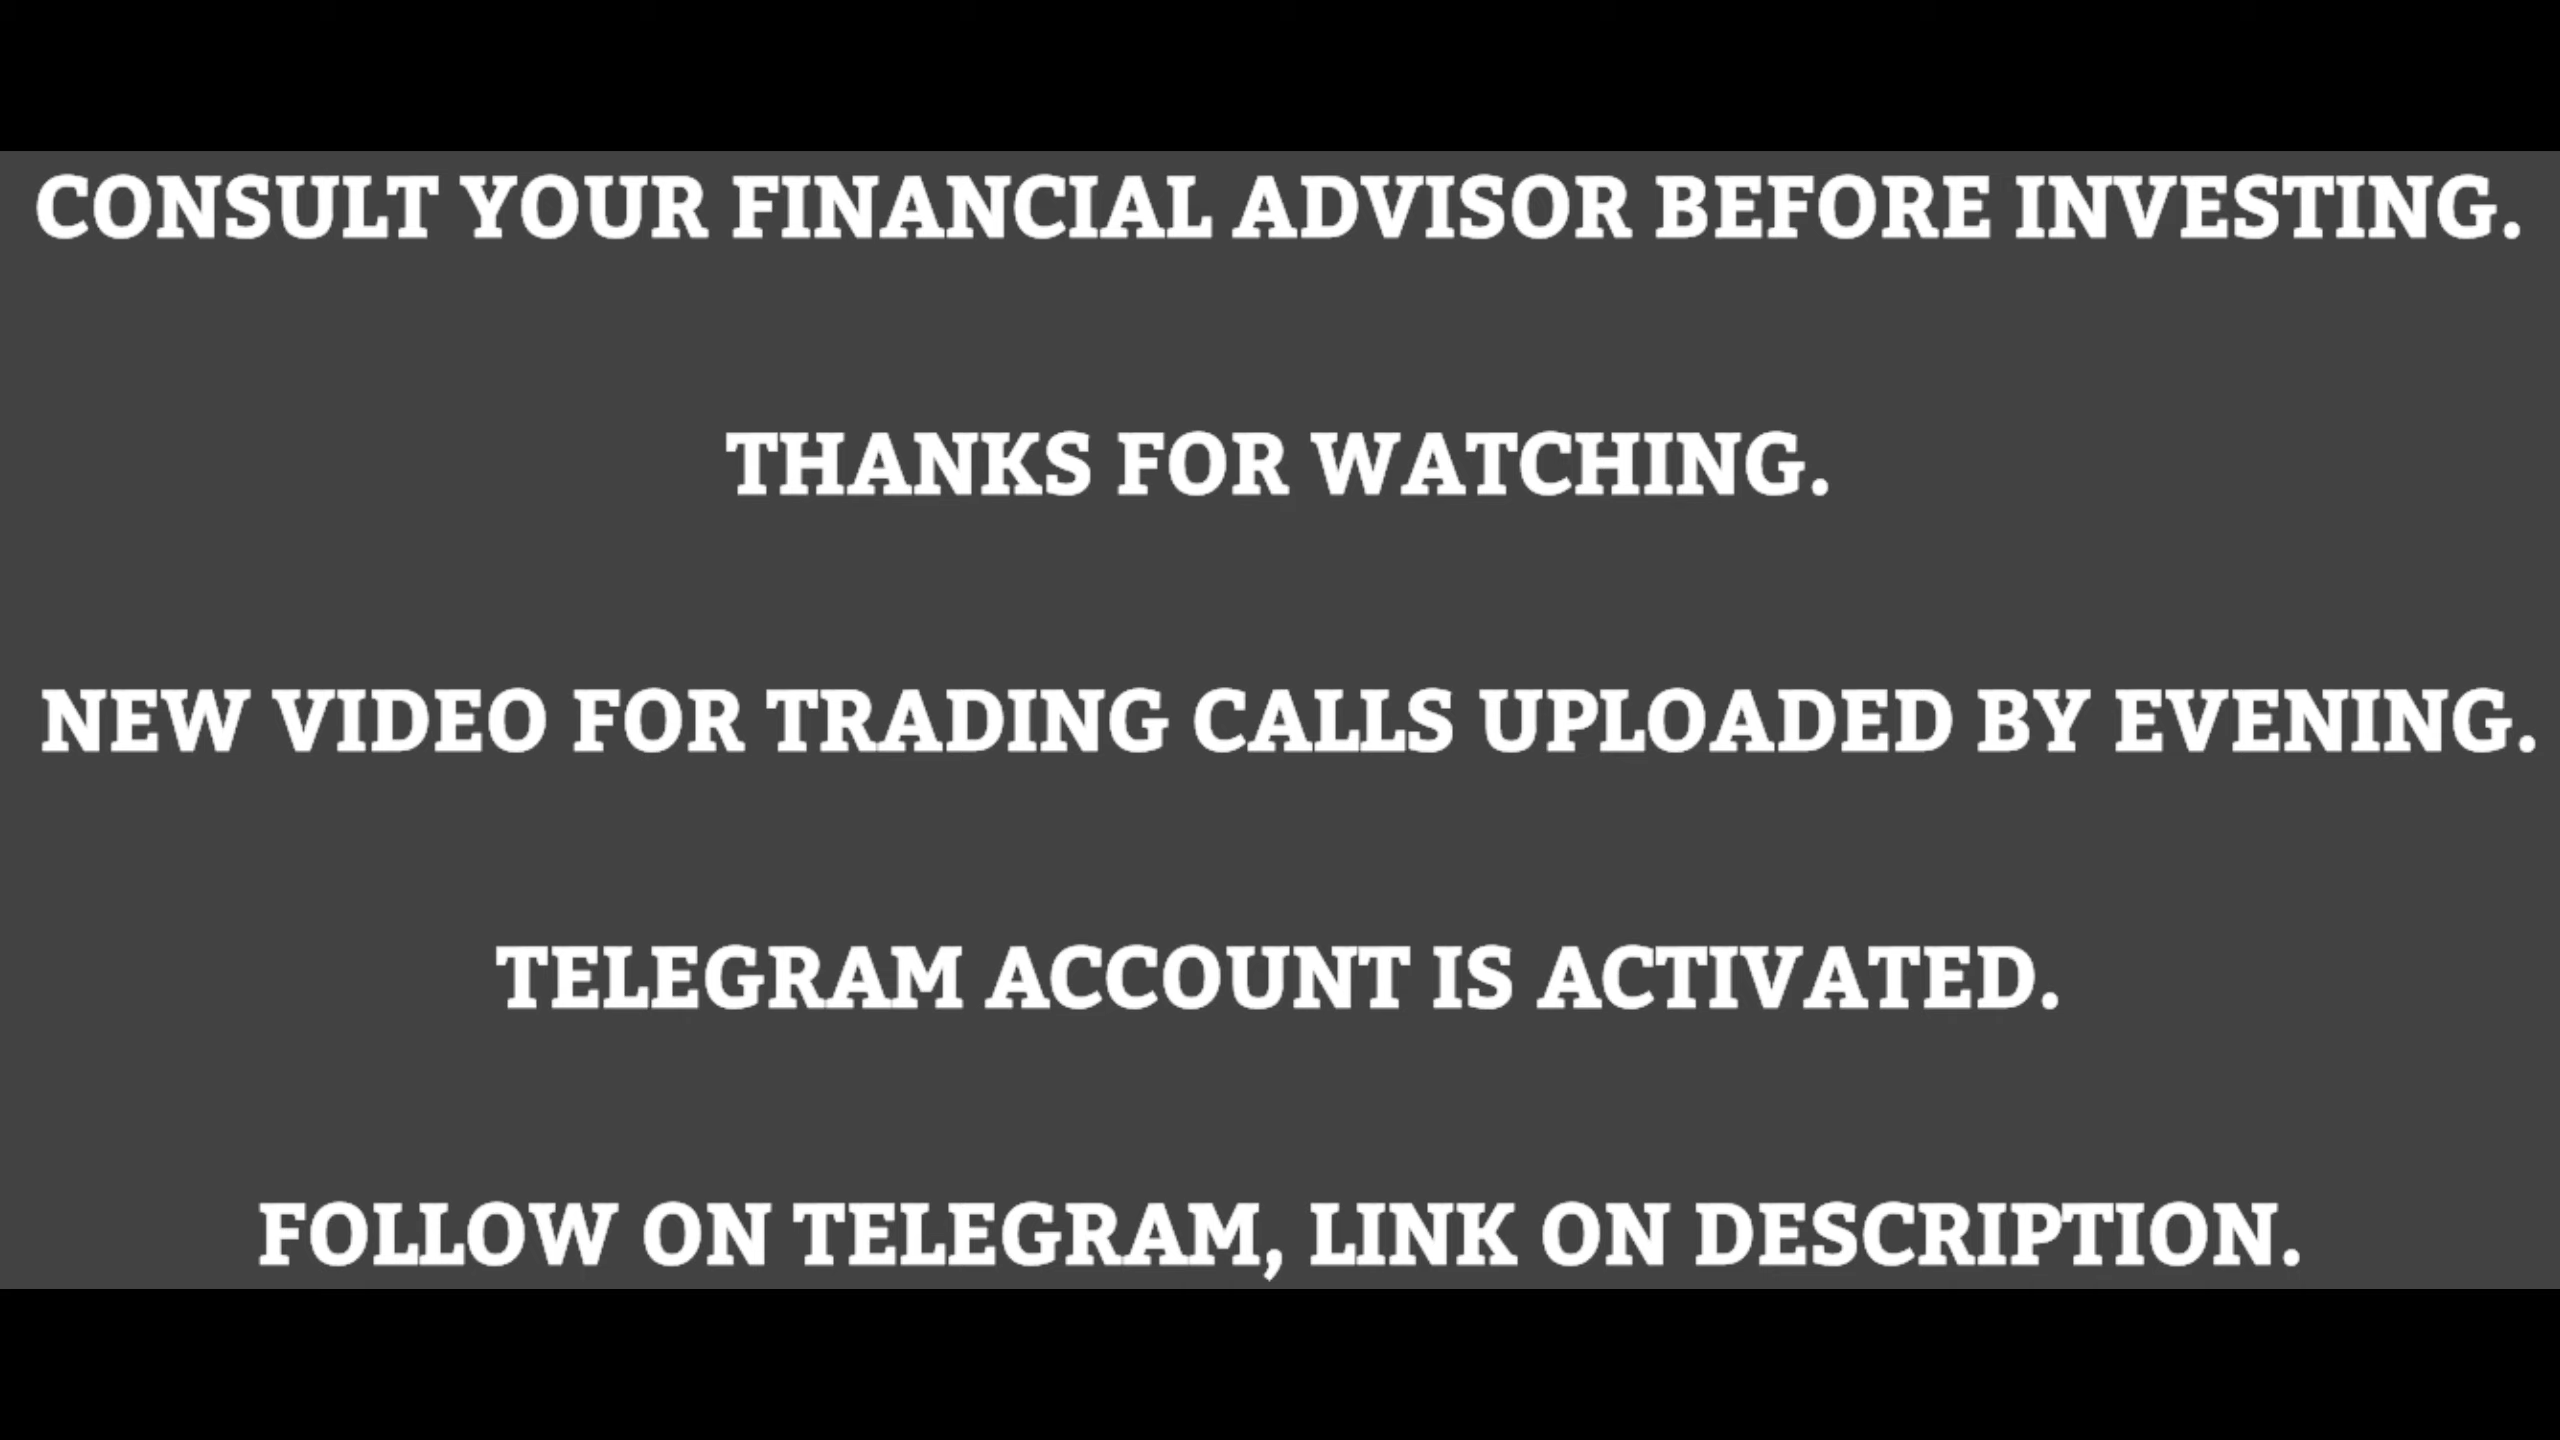 CONSULT YOUR FINANCIAL ADVISOR BEFORE INVESTING.
THANKS FOR WATCHING.
NEW VIDEO FOR TRADING CALLS UPLOADED BY EVENING.
TELEGRAM ACCOUNT IS ACTIVATED.
FOLLOW ON TELEGRAM, LINK ON DESCRIPTION.